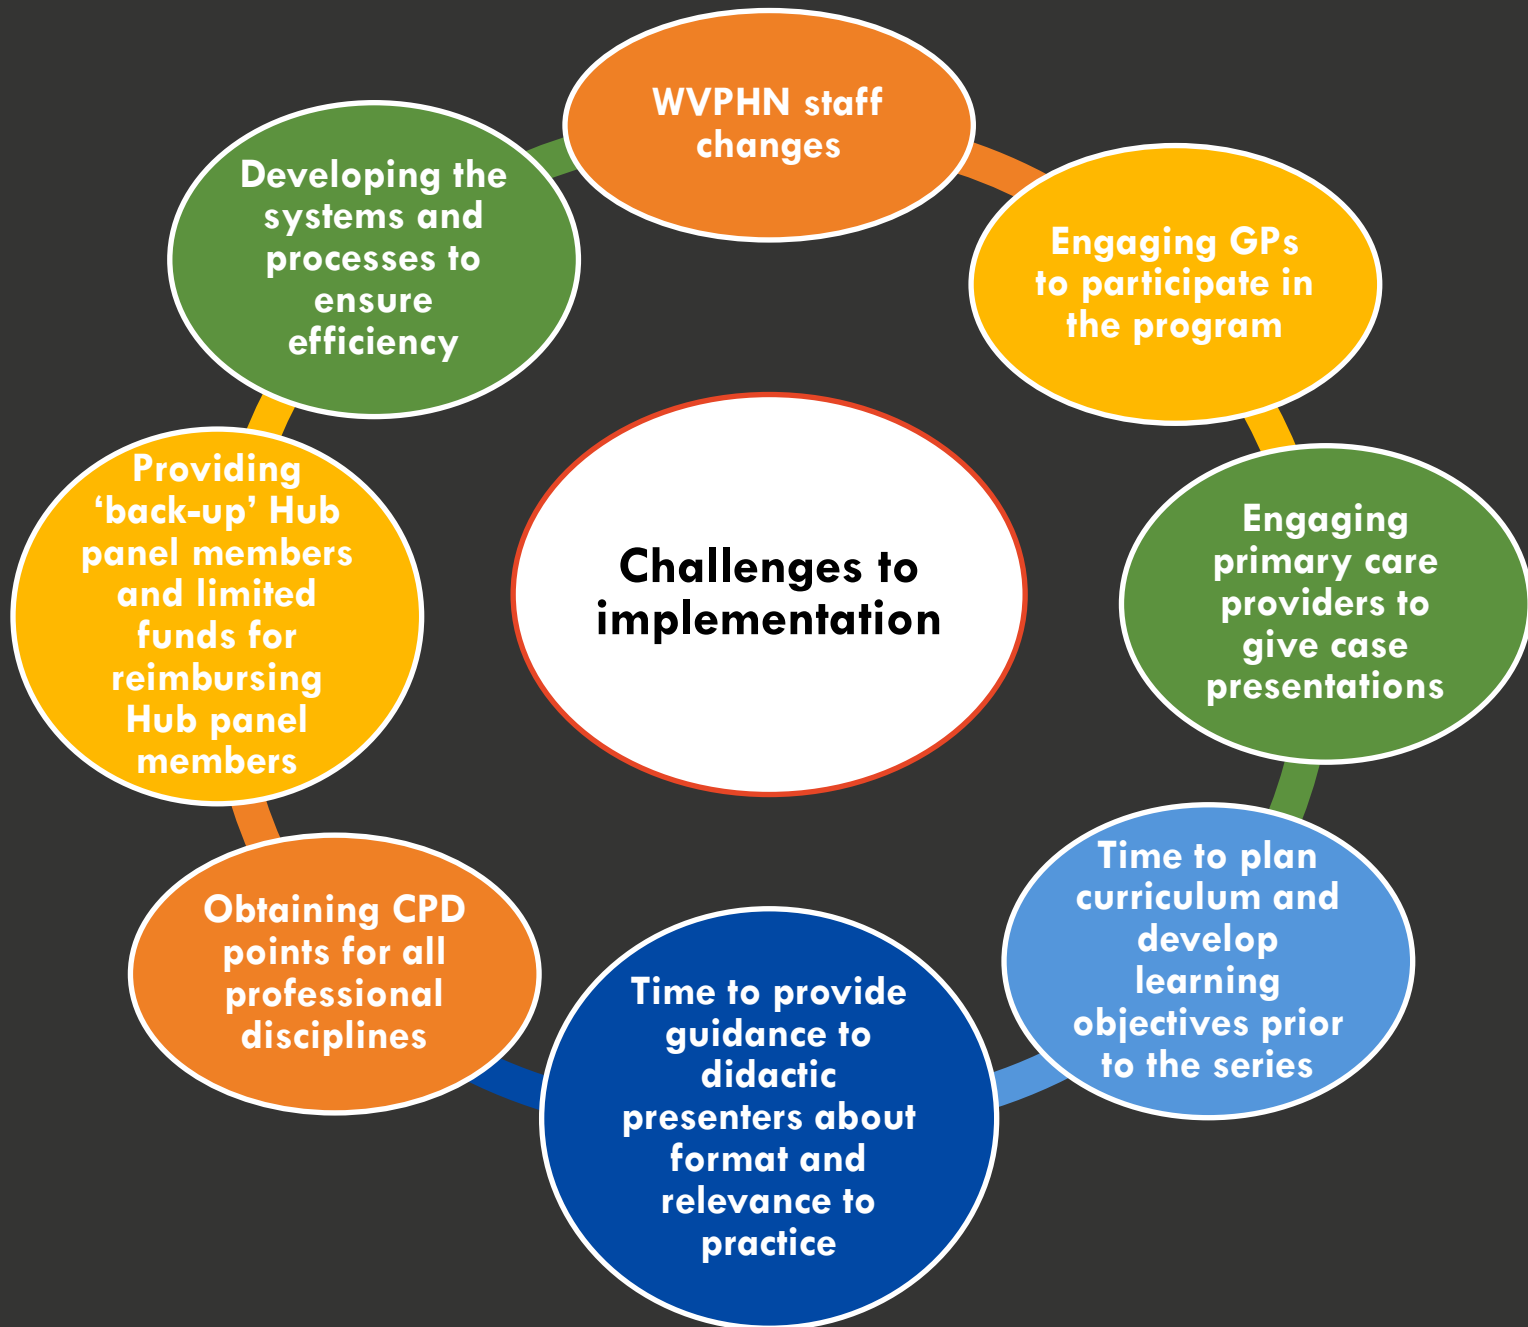 WVPHN staff
changes
Engaging GPs
to participate in
the program
Engaging
primary care
providers to
give case
presentations
Time to plan
curriculum and
develop
learning
objectives prior
to the series
Time to provide
guidance to
didactic
presenters about
format and
relevance to
practice
Obtaining CPD
points for all
professional
disciplines
Providing
‘back-up’ Hub
panel members
and limited
funds for
reimbursing
Hub panel
members
Developing the
systems and
processes to
ensure
efficiency
Challenges to
implementation